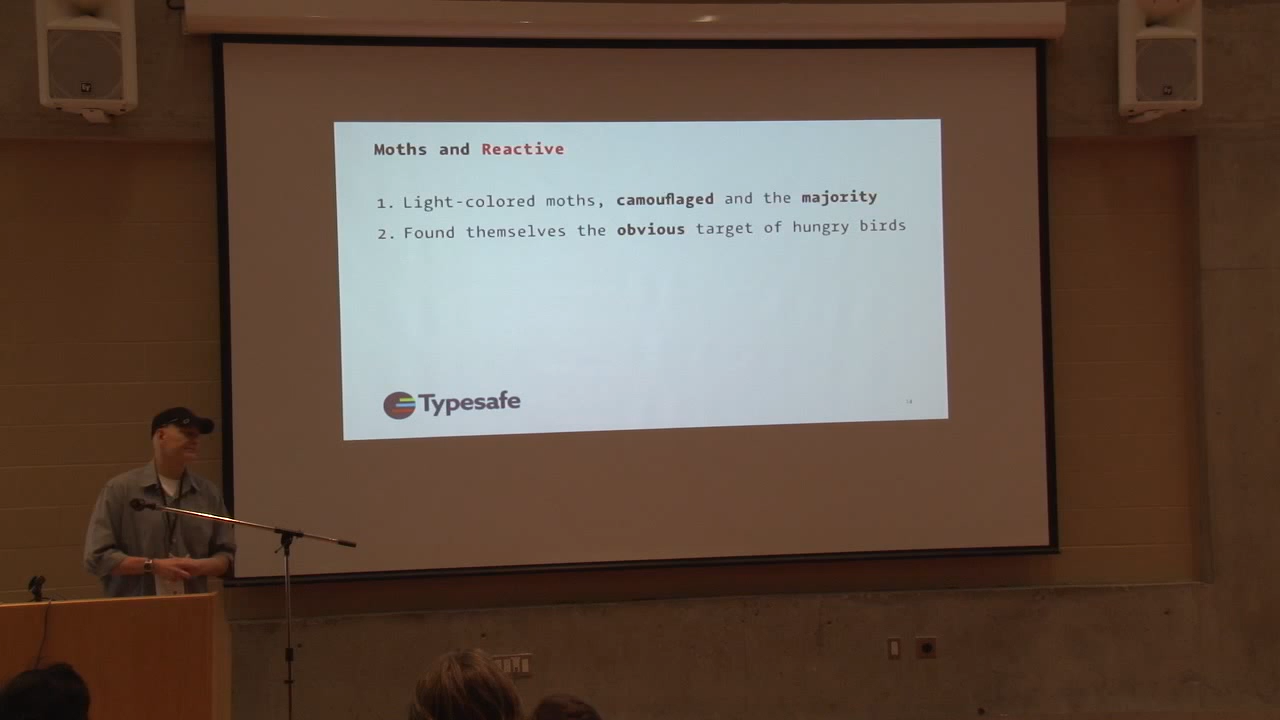 Moths and Reactive
1. Light-colored moths, camouflaged and the majority
2. Found themselves the obvious target of hungry birds
Typesafe